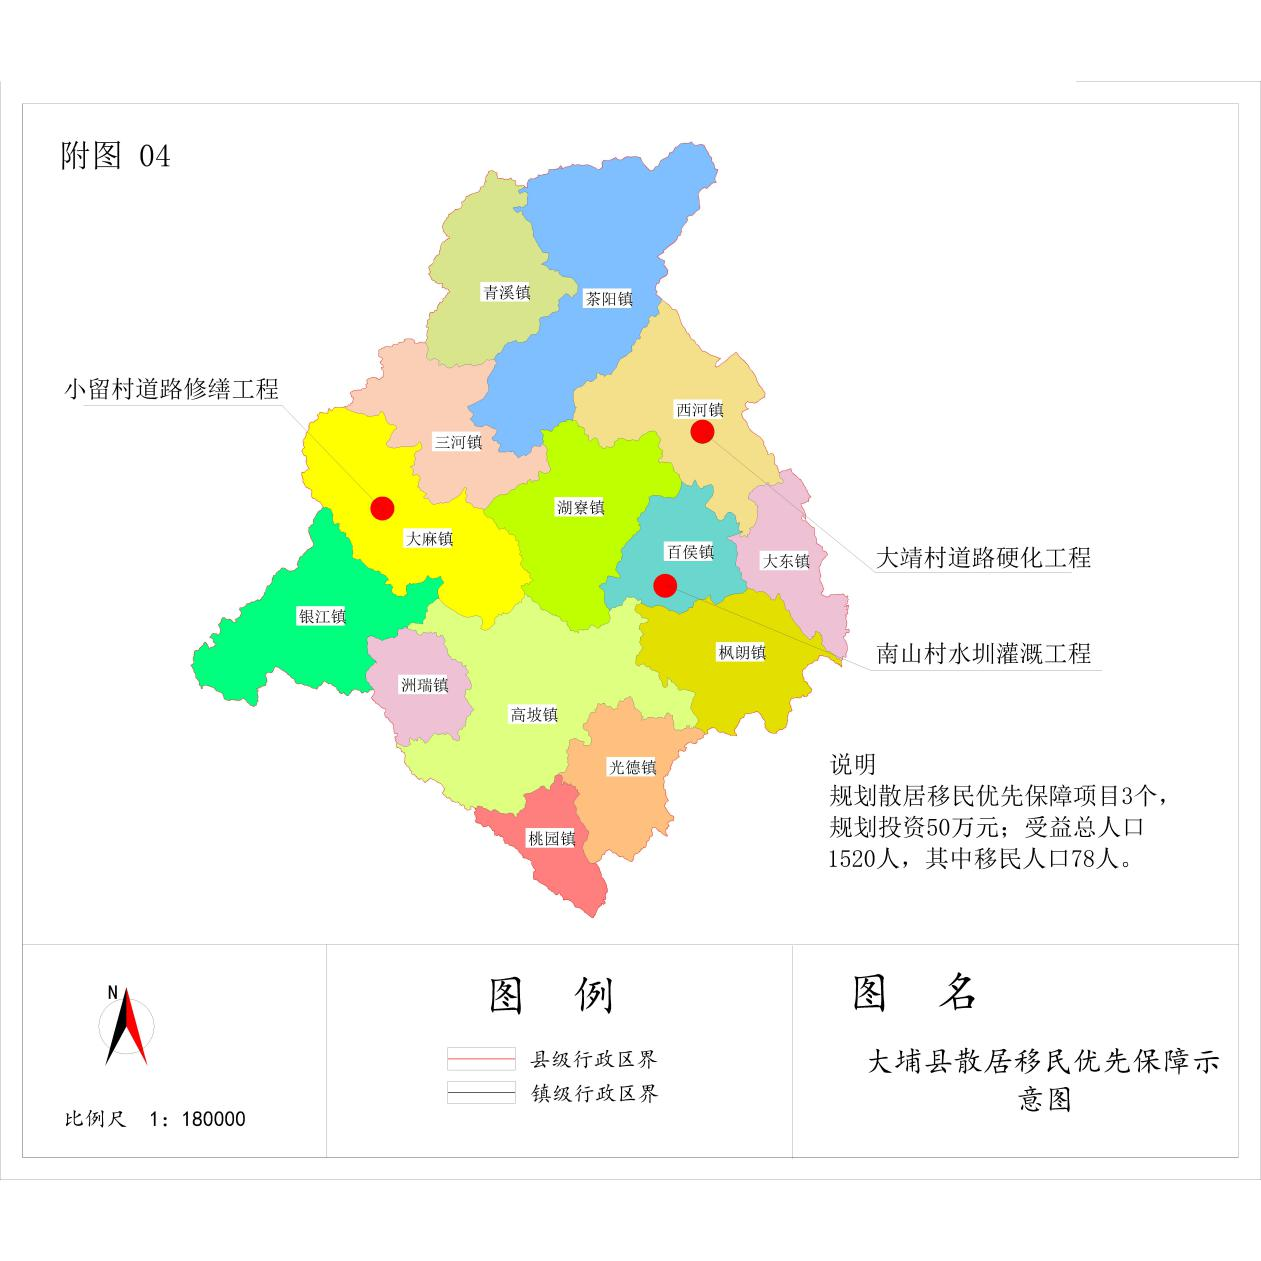 附图 04
青溪镇
茶阳镇
小留村道路修缮工程
西河镇
三河镇
湖寮镇
大麻镇
百侯镇
大东镇
大靖村道路硬化工程
银江镇
枫朗镇
南山村水圳灌溉工程
洲瑞镇
高坡镇
光德镇
桃园镇
说明
规划散居移民优先保障项目3个，
规划投资50万元；受益总人口
1520人，其中移民人口78人。
N
比例尺 1：180000
图 例
县级行政区界
镇级行政区界
图 名
大埔县散居移民优先保障示
意图